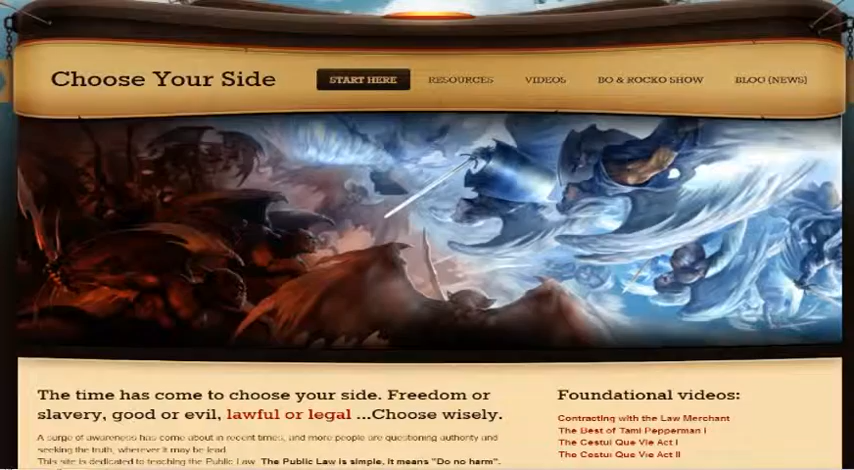 Choose Your Side
START HERE
RESOURCES
VIDEOS
BO & ROCKO SHOW
BLOG (NEWS)
The time has come to choose your side. Freedom or
slavery, good or evil, lawful or legal ...Choose wisely.
A surge of awareness has come about in recent times, and more people are questioning authority and
seeking the truth, wherever it may be lead.
This site is dedicated to teaching the Public Law. The Public Law is simple, it means "Do no harm".
Foundational videos:
Contracting with the Law Merchant
The Best of Tami Pepperman I
The Cestui Que Vie Act I
The Cestui Que Vie Act II